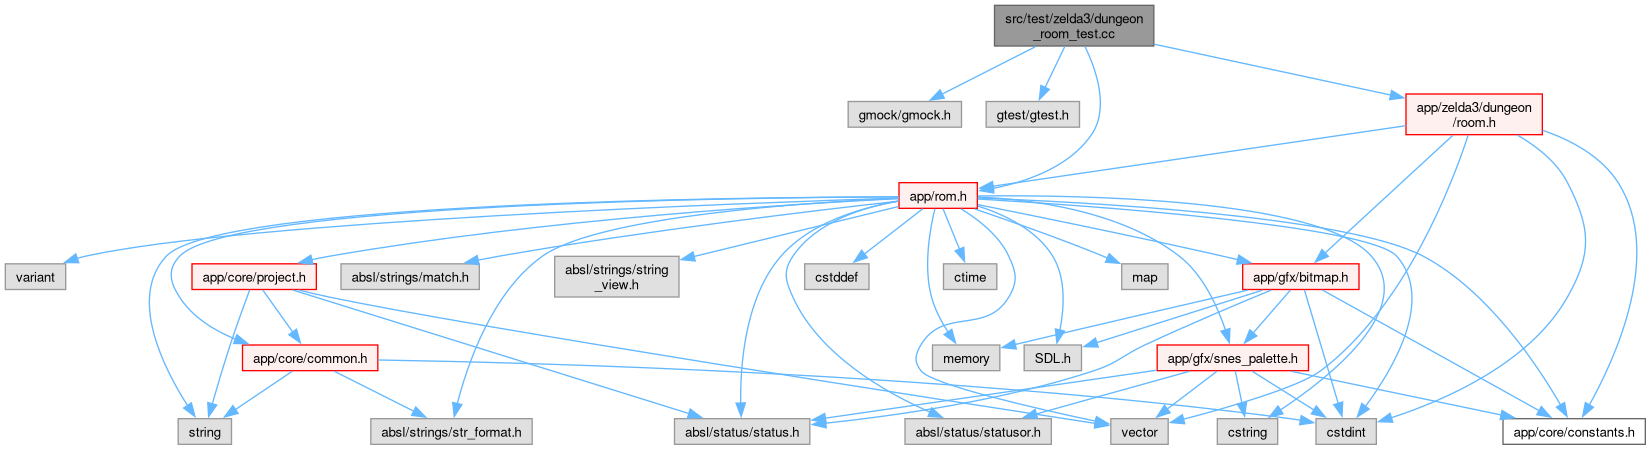 src/test/zelda3/dungeon
_room_test.cc
gmock/gmock.h
gtest/gtest.h
app/zelda3/dungeon
/room.h
app/rom.h
variant
app/core/project.h
absl/strings/match.h
absl/strings/string
_view.h
cstddef
ctime
map
app/gfx/bitmap.h
app/core/common.h
memory
SDL.h
app/gfx/snes_palette.h
string
absl/strings/str_format.h
absl/status/status.h
absl/status/statusor.h
vector
cstring
cstdint
app/core/constants.h